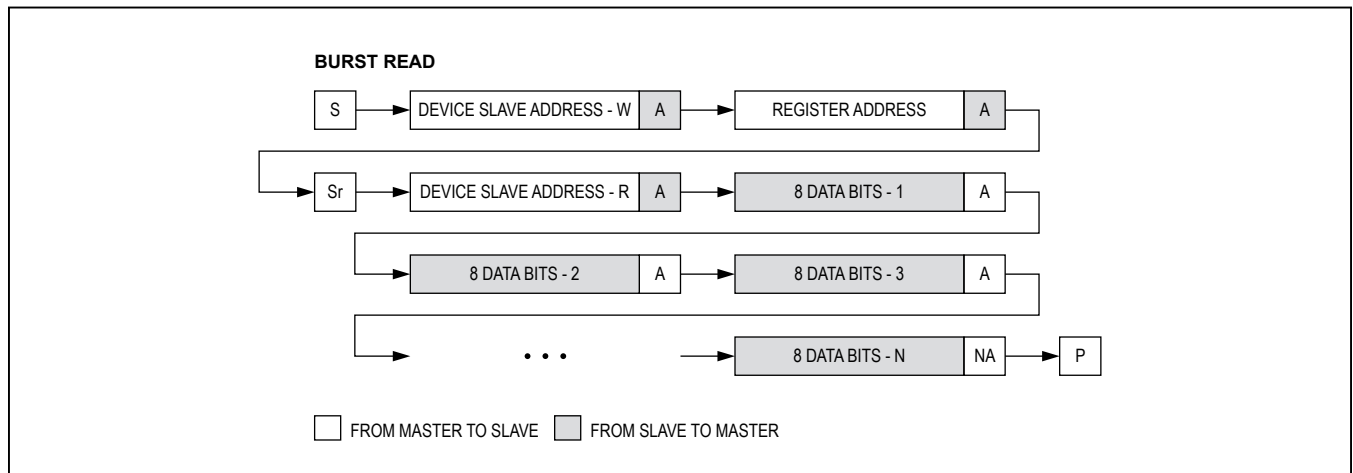 BURST READ
S DEVICE SLAVE ADDRESS - W A REGISTER ADDRESS A
Sr DEVICE SLAVE ADDRESS - R A 8 DATA BITS - 1 A
8 DATA BITS - 2 A 8 DATA BITS - 3 A
• • • 8 DATA BITS - N NA P
FROM MASTER TO SLAVE FROM SLAVE TO MASTER